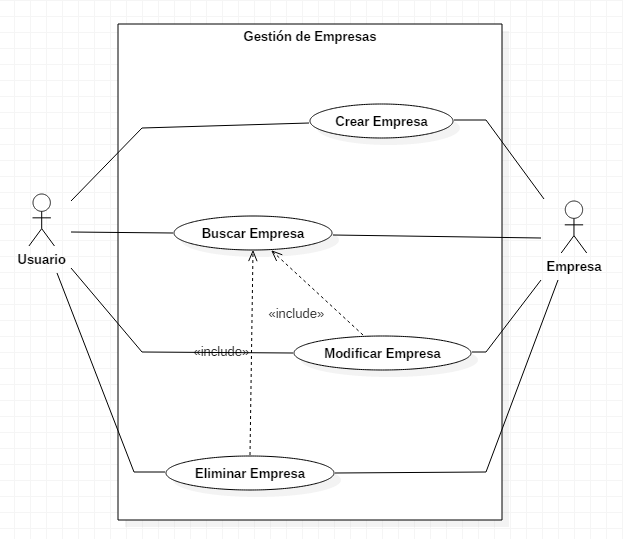 Gestión de Empresas
Crear Empresa
Buscar Empresa
Usuario
Empresa
«include»
«include»
Modificar Empresa
Eliminar Empresa